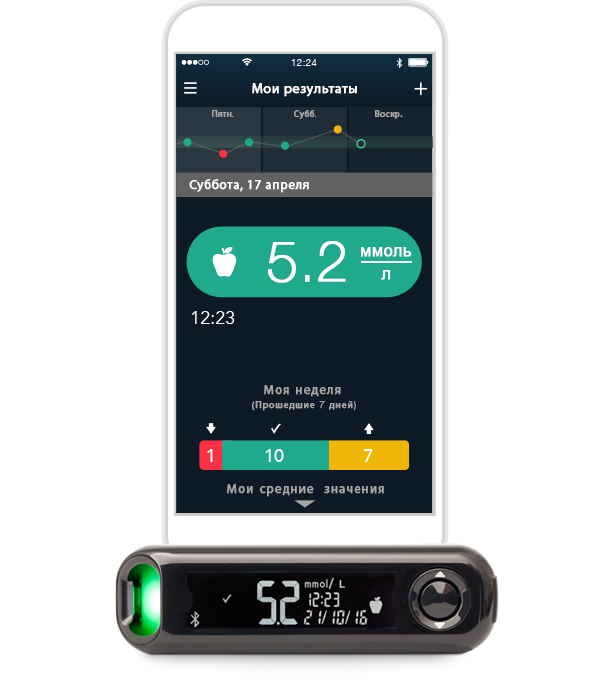 12:24
Мои результаты
Пятн. Субб. Воскр.
Суббота, 17 апреля
5.2 ммоль
л
12:23
Моя неделя
(Прошедшие 7 дней)
1 10 7
Мои средние значения
5.2 mmol/ L
12:23
21/10/16